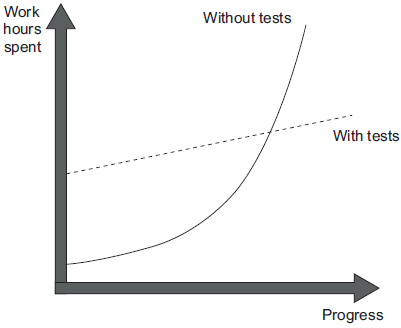 Work
hours
spent
Without tests
With tests
Progress